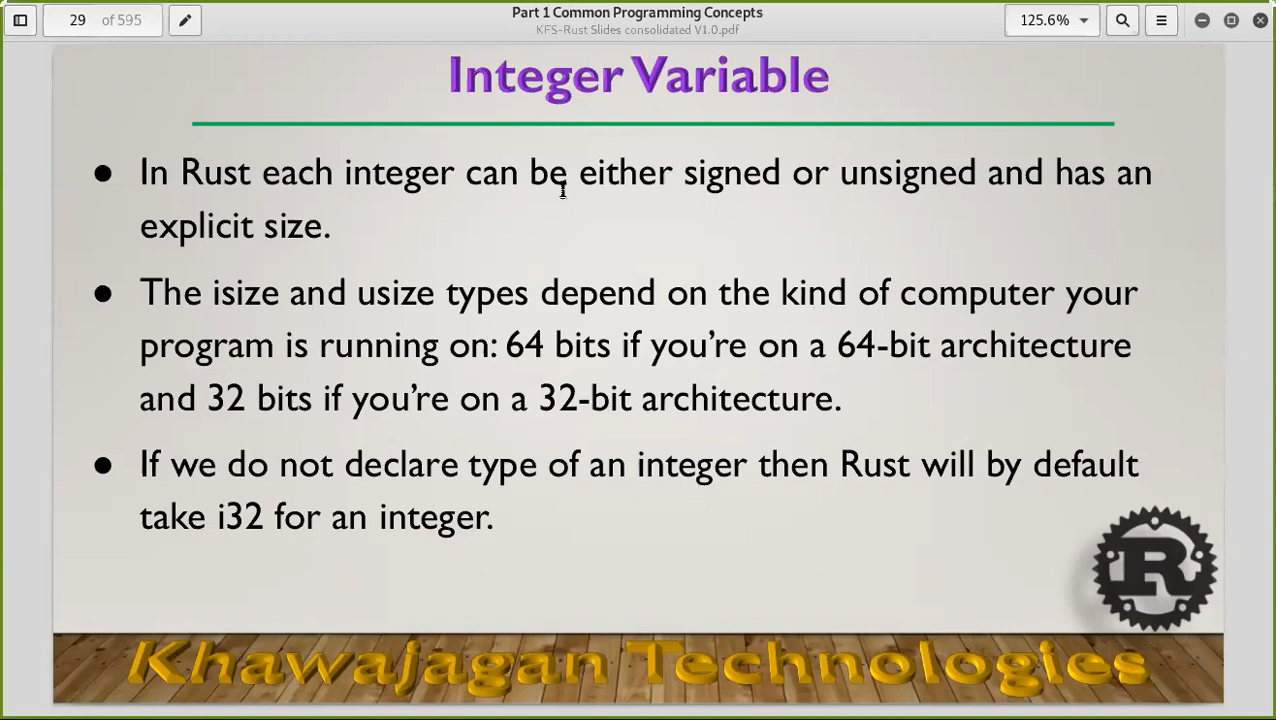 Part 1 Common Programming Concepts
29 of 595
KFS-Rust Slides consolidated V1.0.pdf
125.6%
Integer Variable
● In Rust each integer can be either signed or unsigned and has an
explicit size.
● The isize and usize types depend on the kind of computer your
program is running on: 64 bits if you’re on a 64-bit architecture
and 32 bits if you’re on a 32-bit architecture.
● If we do not declare type of an integer then Rust will by default
take i32 for an integer.
R
Khawajagan Technologies